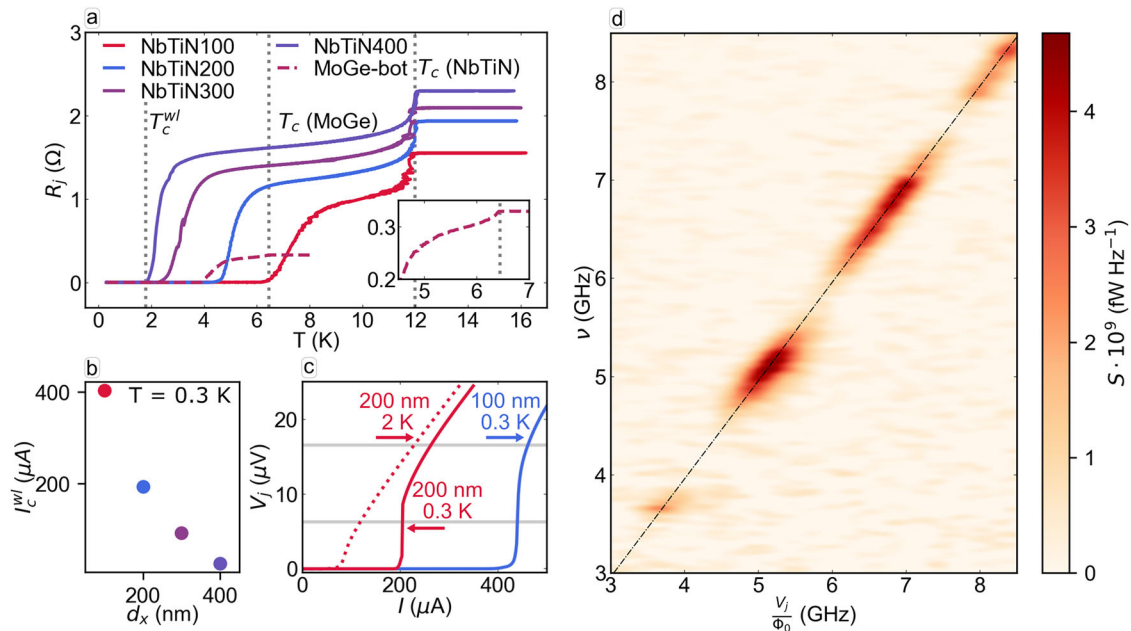 a
NbTiN100
NbTiN200
NbTiN300
NbTiN400
MoGe-bot
T_c (NbTiN)
T_c^{wl}
T_c (MoGe)
3
2
1
0
R_j (Ω)
0.3
0.2
5 6 7
0 2 4 6 8 10 12 14 16
T (K)
b
T = 0.3 K
400
200
I_c^{wl} (μA)
200 400
d_x (nm)
c
200 nm
2 K
100 nm
0.3 K
200 nm
0.3 K
20
10
0
V_j (μV)
0 200 400
I (μA)
d
8
7
6
5
4
3
ν (GHz)
3 4 5 6 7 8
V_j/Φ_0 (GHz)
4
3
2
1
0
S · 10^9 (fW Hz^{−1})